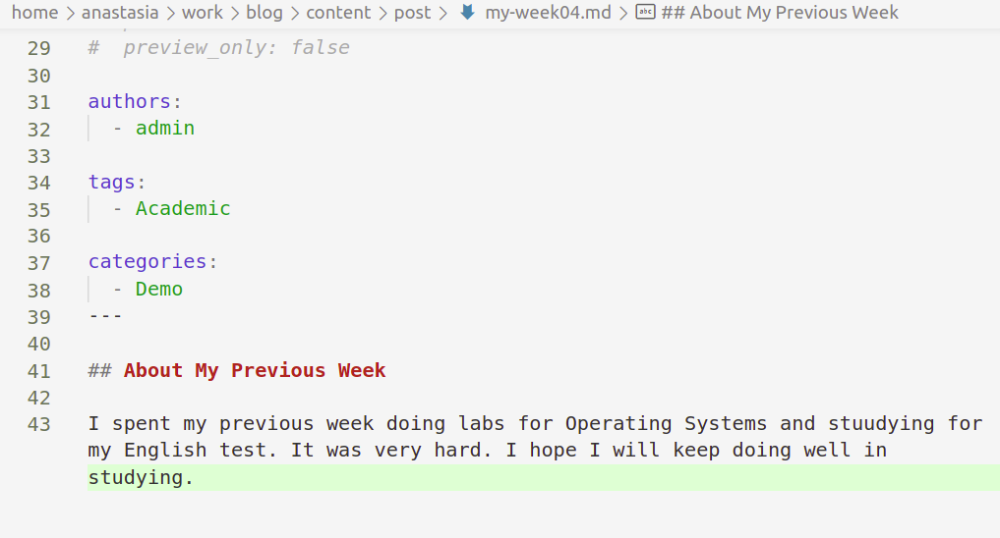 home > anastasia > work > blog > content > post > my-week04.md > abc ## About My Previous Week
29 # preview_only: false
30
31 authors:
32 - admin
33
34 tags:
35 - Academic
36
37 categories:
38 - Demo
39 ---
40
41 ## About My Previous Week
42
43 I spent my previous week doing labs for Operating Systems and stuudying for
my English test. It was very hard. I hope I will keep doing well in
studying.